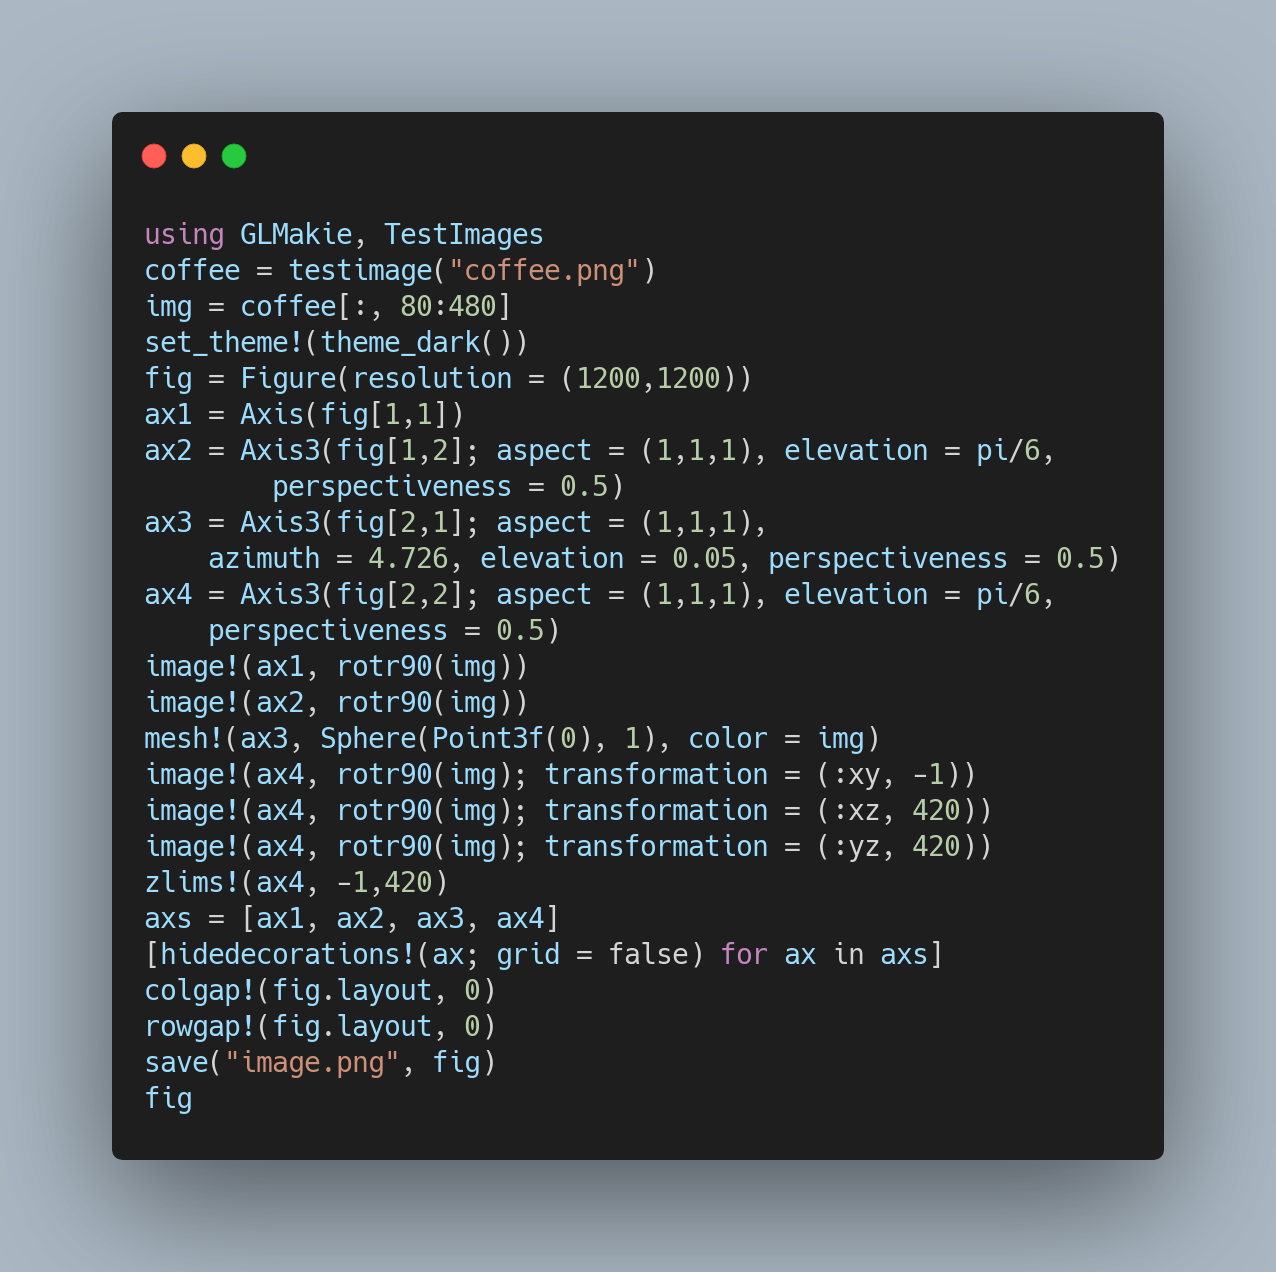 using GLMakie, TestImages
coffee = testimage("coffee.png")
img = coffee[:, 80:480]
set_theme!(theme_dark())
fig = Figure(resolution = (1200,1200))
ax1 = Axis(fig[1,1])
ax2 = Axis3(fig[1,2]; aspect = (1,1,1), elevation = pi/6,
        perspectiveness = 0.5)
ax3 = Axis3(fig[2,1]; aspect = (1,1,1),
    azimuth = 4.726, elevation = 0.05, perspectiveness = 0.5)
ax4 = Axis3(fig[2,2]; aspect = (1,1,1), elevation = pi/6,
    perspectiveness = 0.5)
image!(ax1, rotr90(img))
image!(ax2, rotr90(img))
mesh!(ax3, Sphere(Point3f(0), 1), color = img)
image!(ax4, rotr90(img); transformation = (:xy, -1))
image!(ax4, rotr90(img); transformation = (:xz, 420))
image!(ax4, rotr90(img); transformation = (:yz, 420))
zlims!(ax4, -1,420)
axs = [ax1, ax2, ax3, ax4]
[hidedecorations!(ax; grid = false) for ax in axs]
colgap!(fig.layout, 0)
rowgap!(fig.layout, 0)
save("image.png", fig)
fig